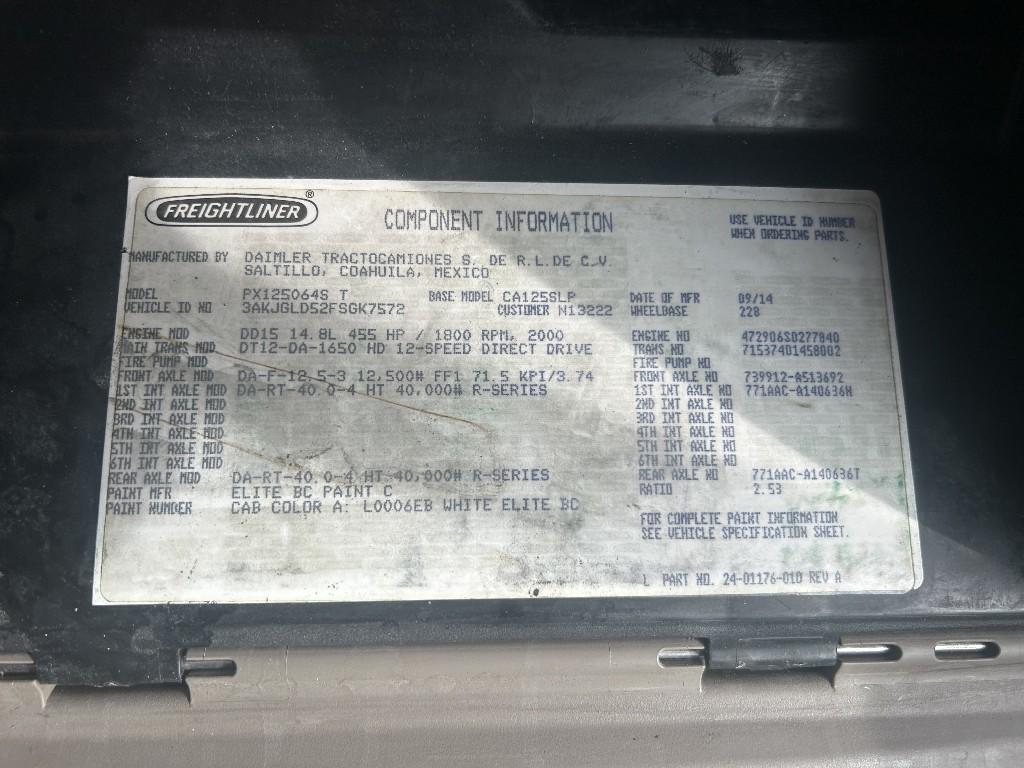 FREIGHTLINER ®
COMPONENT INFORMATION
USE VEHICLE ID NUMBER
WHEN ORDERING PARTS.
MANUFACTURED BY DAIMLER TRACTOCAMIONES S. DE R.L.DE C.V.
SALTILLO, COAHUILA, MEXICO
MODEL PX125064S T BASE MODEL CA125SLP DATE OF MFR 09/14
VEHICLE ID NO 3AKJGLD52FSGK7572 CUSTOMER N13222 WHEELBASE 228
ENGINE MOD DD15 14.8L 455 HP / 1800 RPM, 2000 ENGINE NO 472906S0277840
MAIN TRANS MOD DT12-DA-1650 HD 12-SPEED DIRECT DRIVE TRANS NO 71537401458002
FIRE PUMP MOD FIRE PUMP NO
FRONT AXLE MOD DA-F-12.5-3 12,500# FF1 71.5 KPI/3.74 FRONT AXLE NO 739912-A513692
1ST INT AXLE MOD DA-RT-40.0-4 HT 40,000# R-SERIES 1ST INT AXLE NO 771AAC-A140636H
2ND INT AXLE MOD 2ND INT AXLE NO
3RD INT AXLE MOD 3RD INT AXLE NO
4TH INT AXLE MOD 4TH INT AXLE NO
5TH INT AXLE MOD 5TH INT AXLE NO
6TH INT AXLE MOD 6TH INT AXLE NO
REAR AXLE MOD DA-RT-40.0-4 HT 40,000# R-SERIES REAR AXLE NO 771AAC-A140636T
PAINT MFR ELITE BC PAINT C RATIO 2.53
PAINT NUMBER CAB COLOR A: L0006EB WHITE ELITE BC
FOR COMPLETE PAINT INFORMATION
SEE VEHICLE SPECIFICATION SHEET.
L PART NO. 24-01176-010 REV A